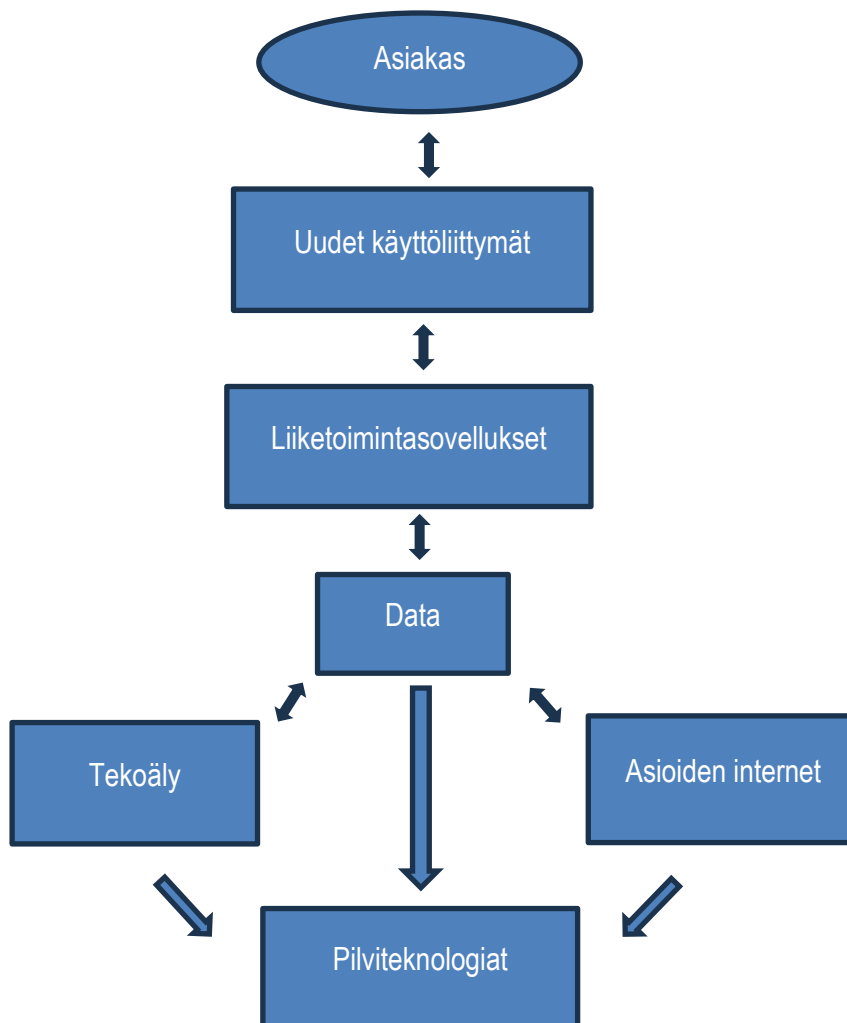 Asiakas
Uudet käyttöliittymät
Liiketoimintasovellukset
Data
Tekoäly
Asioiden internet
Pilviteknologiat